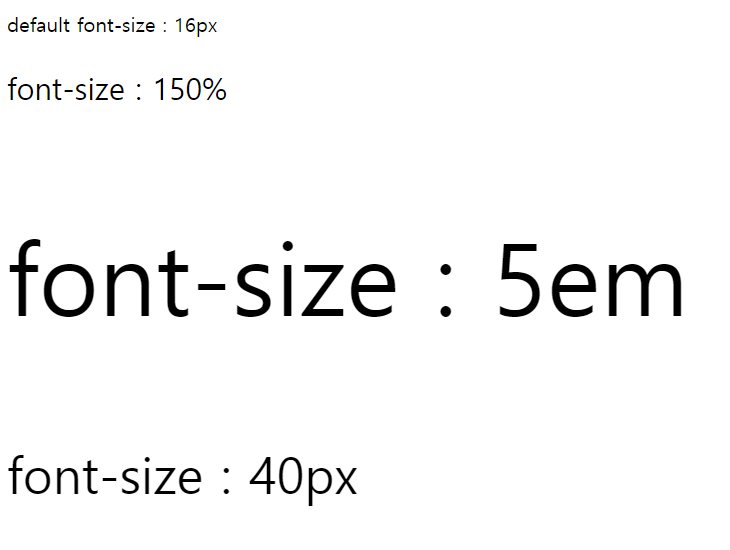 default font-size : 16px
font-size : 150%
font-size : 5em
font-size : 40px